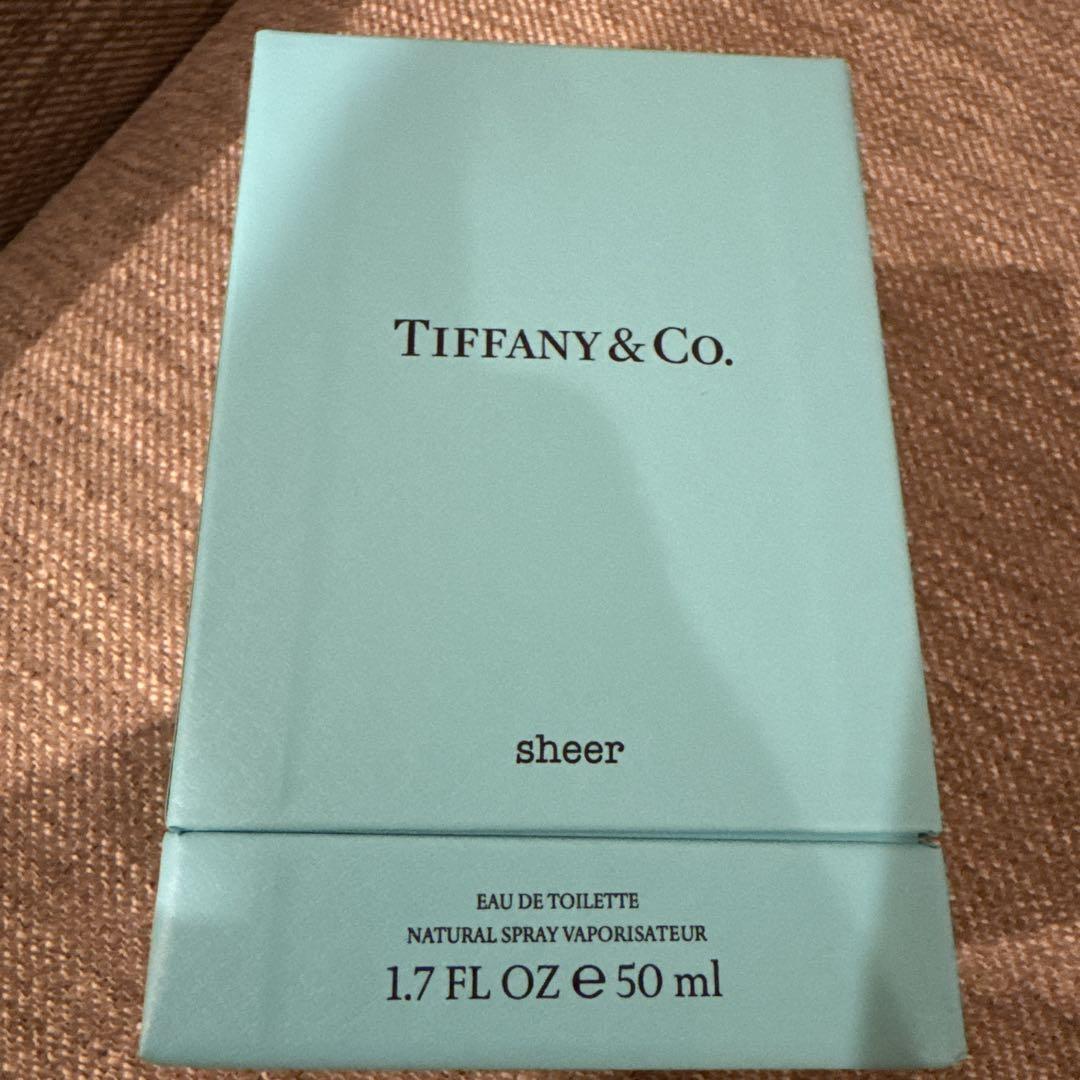 TIFFANY & CO.
sheer
EAU DE TOILETTE
NATURAL SPRAY VAPORISATEUR
1.7 FL OZ ℮ 50 ml